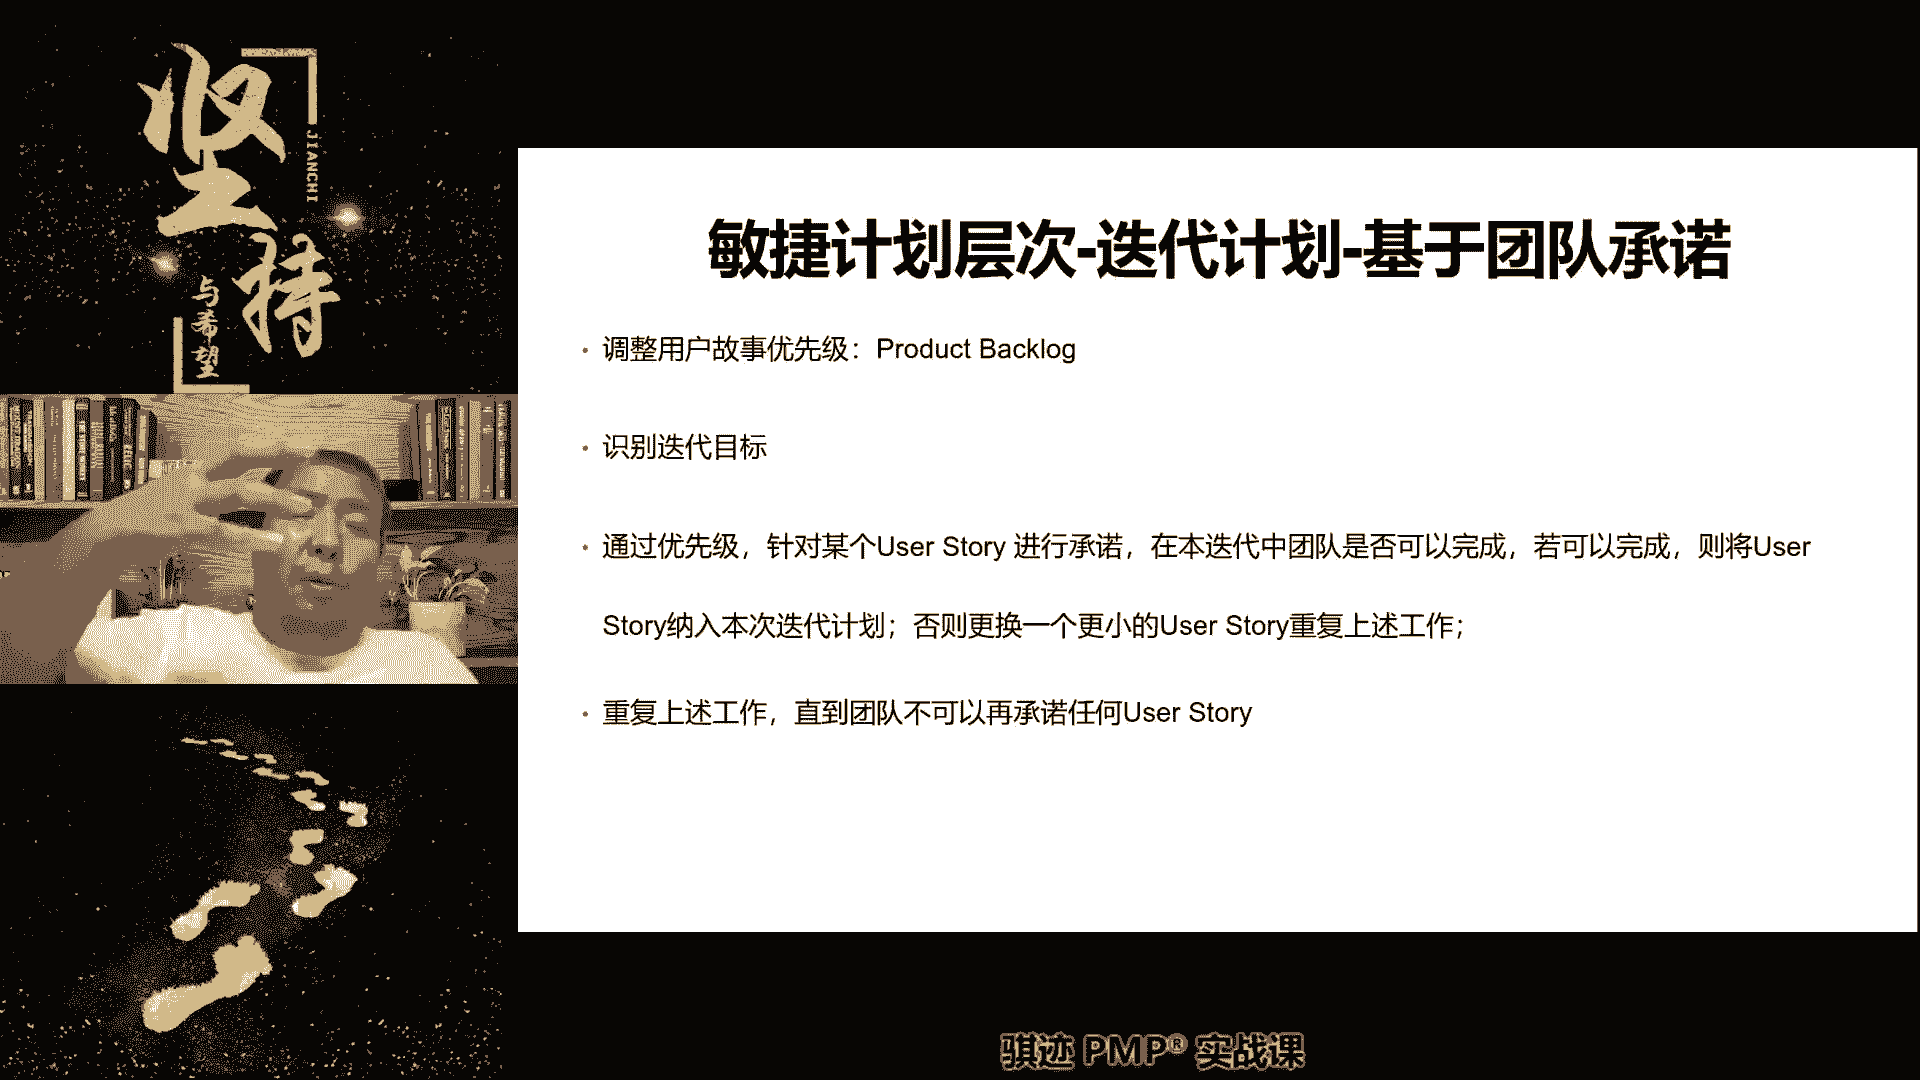 坚持
JIANCHI
与希望
敏捷计划层次-迭代计划-基于团队承诺
• 调整用户故事优先级：Product Backlog
• 识别迭代目标
• 通过优先级，针对某个User Story 进行承诺，在本迭代中团队是否可以完成，若可以完成，则将User
Story纳入本次迭代计划；否则更换一个更小的User Story重复上述工作；
• 重复上述工作，直到团队不可以再承诺任何User Story
骐迹 PMP® 实战课